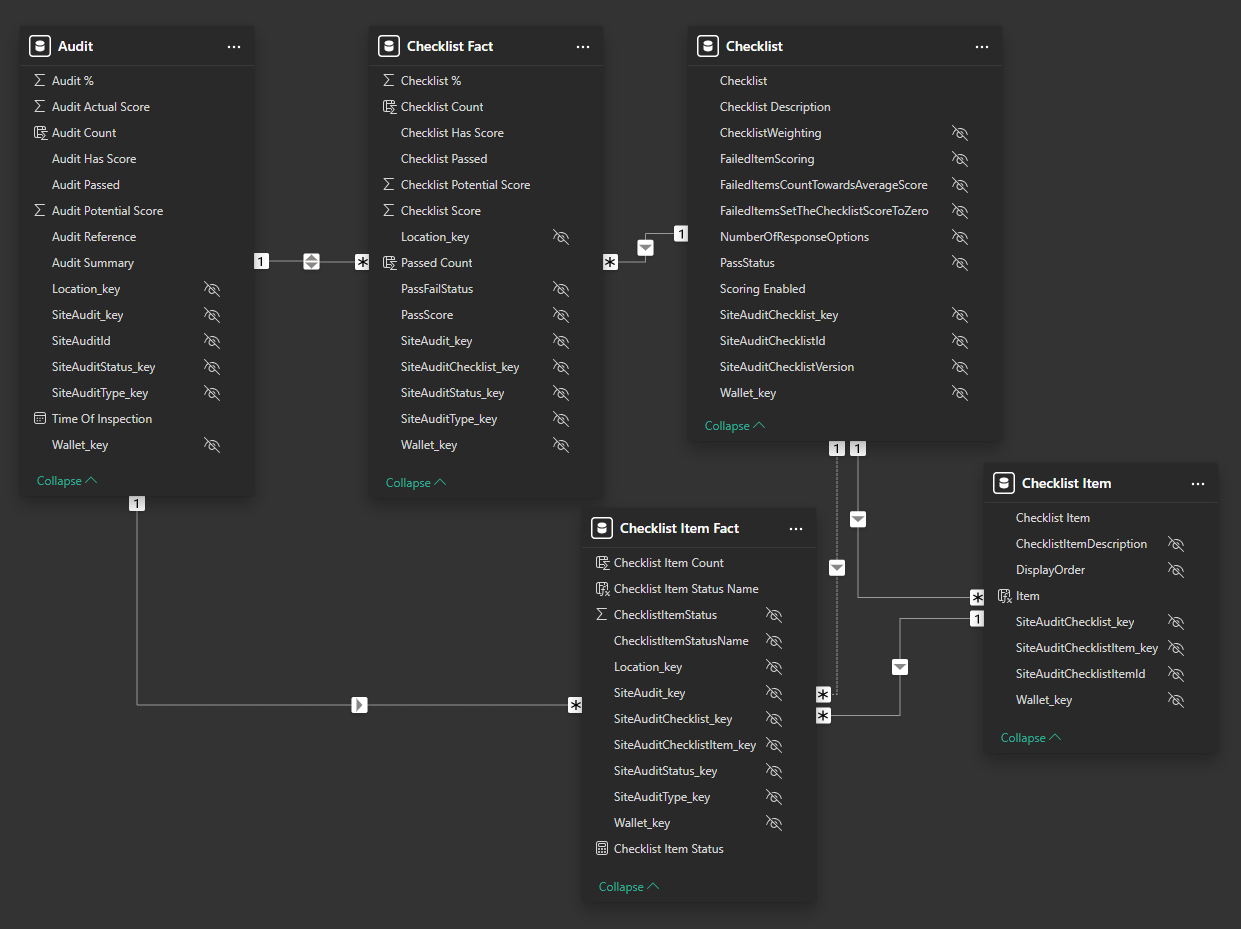 Audit
Audit %
Audit Actual Score
Audit Count
Audit Has Score
Audit Passed
Audit Potential Score
Audit Reference
Audit Summary
Location_key
SiteAudit_key
SiteAuditId
SiteAuditStatus_key
SiteAuditType_key
Time Of Inspection
Wallet_key
Collapse
1
1
*
Checklist Fact
Checklist %
Checklist Count
Checklist Has Score
Checklist Passed
Checklist Potential Score
Checklist Score
Location_key
Passed Count
PassFailStatus
PassScore
SiteAudit_key
SiteAuditChecklist_key
SiteAuditStatus_key
SiteAuditType_key
Wallet_key
Collapse
*
1
Checklist
Checklist
Checklist Description
ChecklistWeighting
FailedItemScoring
FailedItemsCountTowardsAverageScore
FailedItemsSetTheChecklistScoreToZero
NumberOfResponseOptions
PassStatus
Scoring Enabled
SiteAuditChecklist_key
SiteAuditChecklistId
SiteAuditChecklistVersion
Wallet_key
Collapse
1 1
*
Checklist Item Fact
Checklist Item Count
Checklist Item Status Name
ChecklistItemStatus
ChecklistItemStatusName
Location_key
SiteAudit_key
SiteAuditChecklist_key
SiteAuditChecklistItem_key
SiteAuditStatus_key
SiteAuditType_key
Wallet_key
Checklist Item Status
Collapse
*
*
*
1
Checklist Item
Checklist Item
ChecklistItemDescription
DisplayOrder
Item
SiteAuditChecklist_key
SiteAuditChecklistItem_key
SiteAuditChecklistItemId
Wallet_key
Collapse